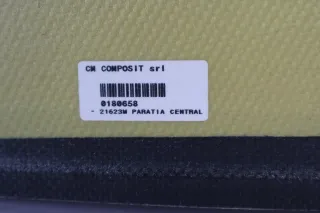 CM COMPOSIT srl
0180658
- 21623M PARATIA CENTRAL